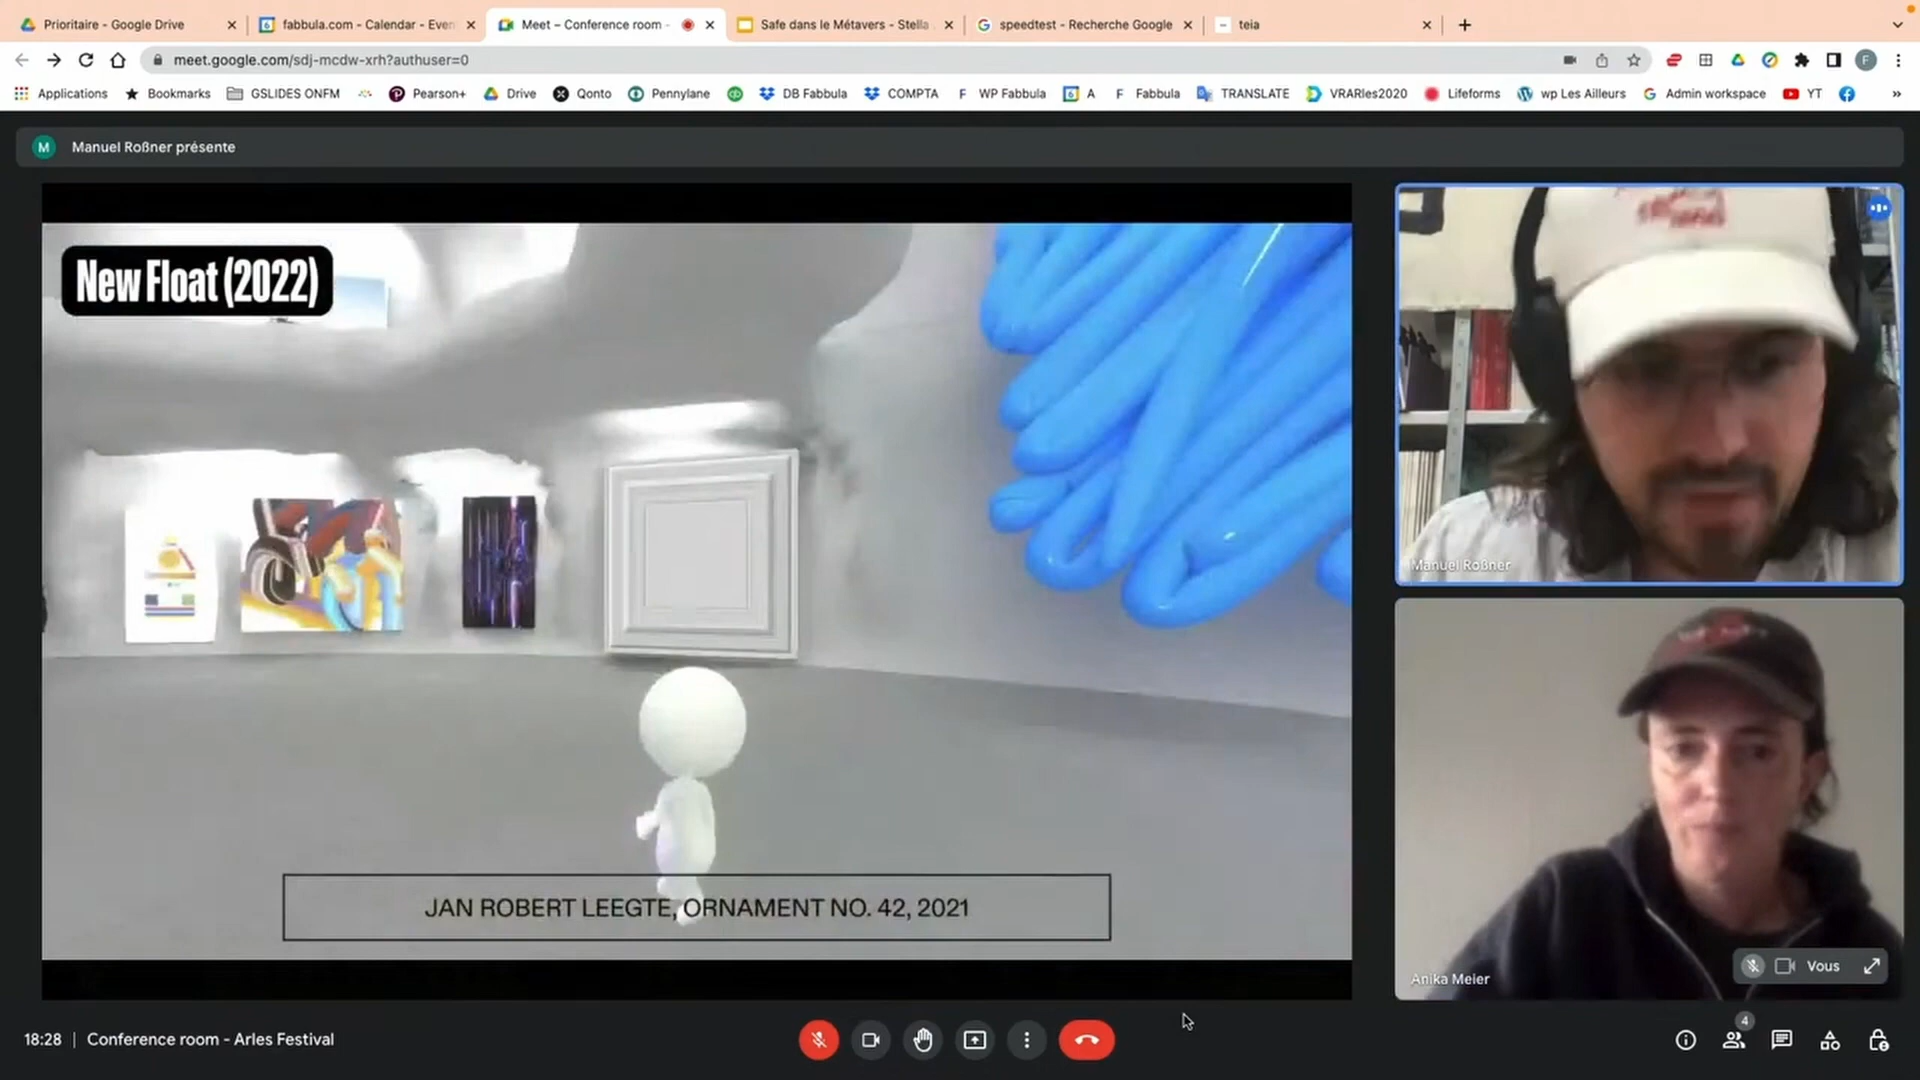 Prioritaire - Google Drive
fabbula.com - Calendar - Even
Meet – Conference room -
Safe dans le Métavers - Stella
speedtest - Recherche Google
teia
meet.google.com/sdj-mcdw-xrh?authuser=0
F
Applications
Bookmarks
GSLIDES ONFM
Pearson+
Drive
Qonto
Pennylane
DB Fabbula
COMPTA
F WP Fabbula
A
F Fabbula
TRANSLATE
VRARles2020
Lifeforms
wp Les Ailleurs
Admin workspace
YT
»
M Manuel Roßner présente
New Float (2022)
JAN ROBERT LEEGTE, ORNAMENT NO. 42, 2021
Manuel Roßner
Anika Meier
Vous
18:28 | Conference room - Arles Festival
4